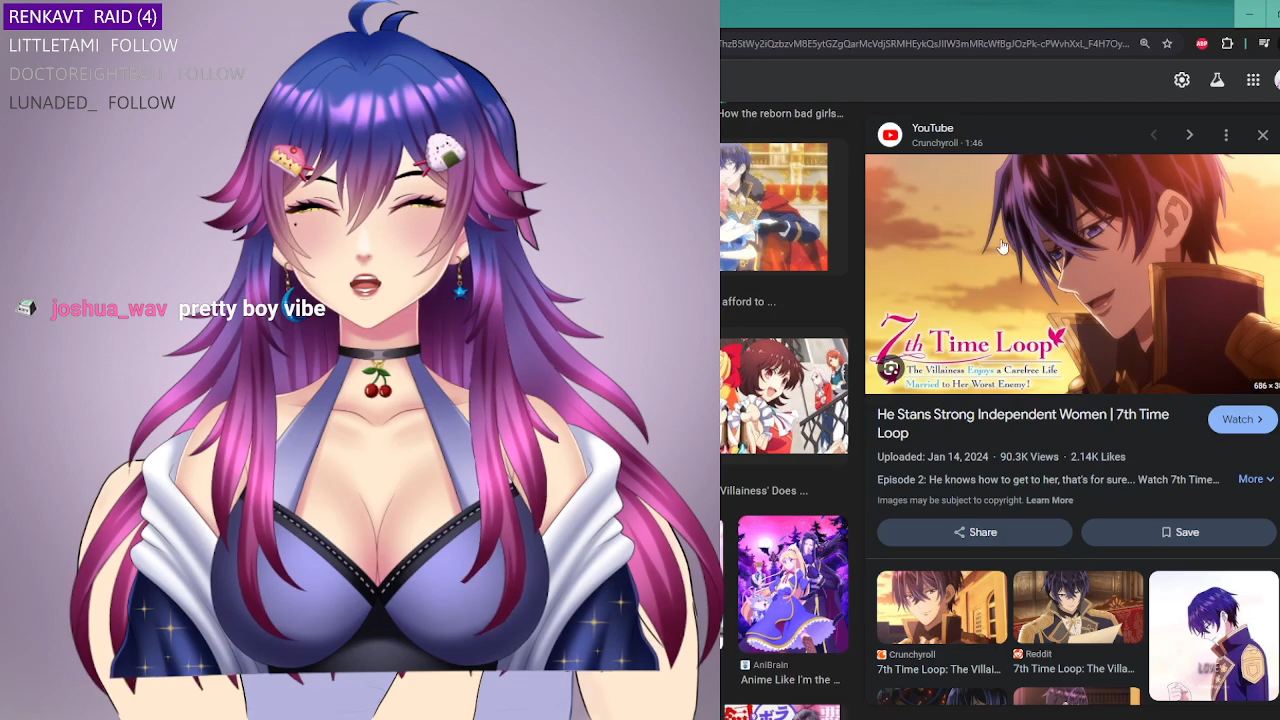 RENKAVT RAID (4)
LITTLETAMI FOLLOW
FOLLOW
LUNADED_ FOLLOW
joshua_wav pretty boy vibe
How the reborn bad girls...
afford to ...
Villainess' Does ...
AniBrain
Anime Like I'm the ...
YouTube
Crunchyroll · 1:46
7th Time Loop
The Villainess Enjoys a Carefree Life
Married to Her Worst Enemy!
He Stans Strong Independent Women | 7th Time
Loop
Watch
Uploaded: Jan 14, 2024 · 90.3K Views · 2.14K Likes
Episode 2: He knows how to get to her, that's for sure... Watch 7th Time...
More
Images may be subject to copyright. Learn More
Share
Save
Crunchyroll
7th Time Loop: The Villai...
Reddit
7th Time Loop: The Villa...
ABP